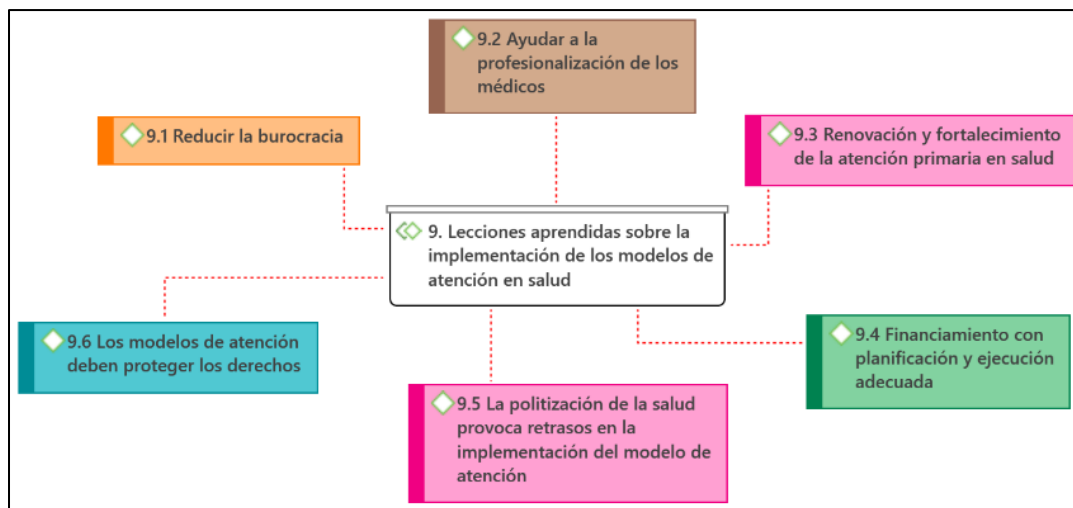 9.2 Ayudar a la
profesionalización de los
médicos
9.1 Reducir la burocracia
9.3 Renovación y fortalecimiento
de la atención primaria en salud
9. Lecciones aprendidas sobre la
implementación de los modelos de
atención en salud
9.6 Los modelos de atención
deben proteger los derechos
9.4 Financiamiento con
planificación y ejecución
adecuada
9.5 La politización de la salud
provoca retrasos en la
implementación del modelo de
atención